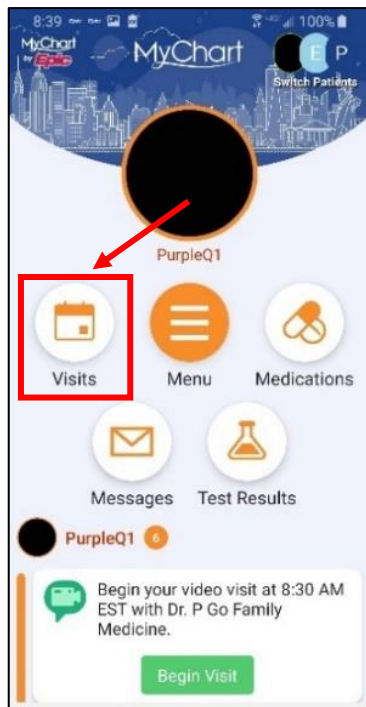 8:39
100%
MyChart
by Epic
MyChart
E P
Switch Patients
PurpleQ1
Visits
Menu
Medications
Messages
Test Results
PurpleQ1 6
Begin your video visit at 8:30 AM
EST with Dr. P Go Family
Medicine.
Begin Visit